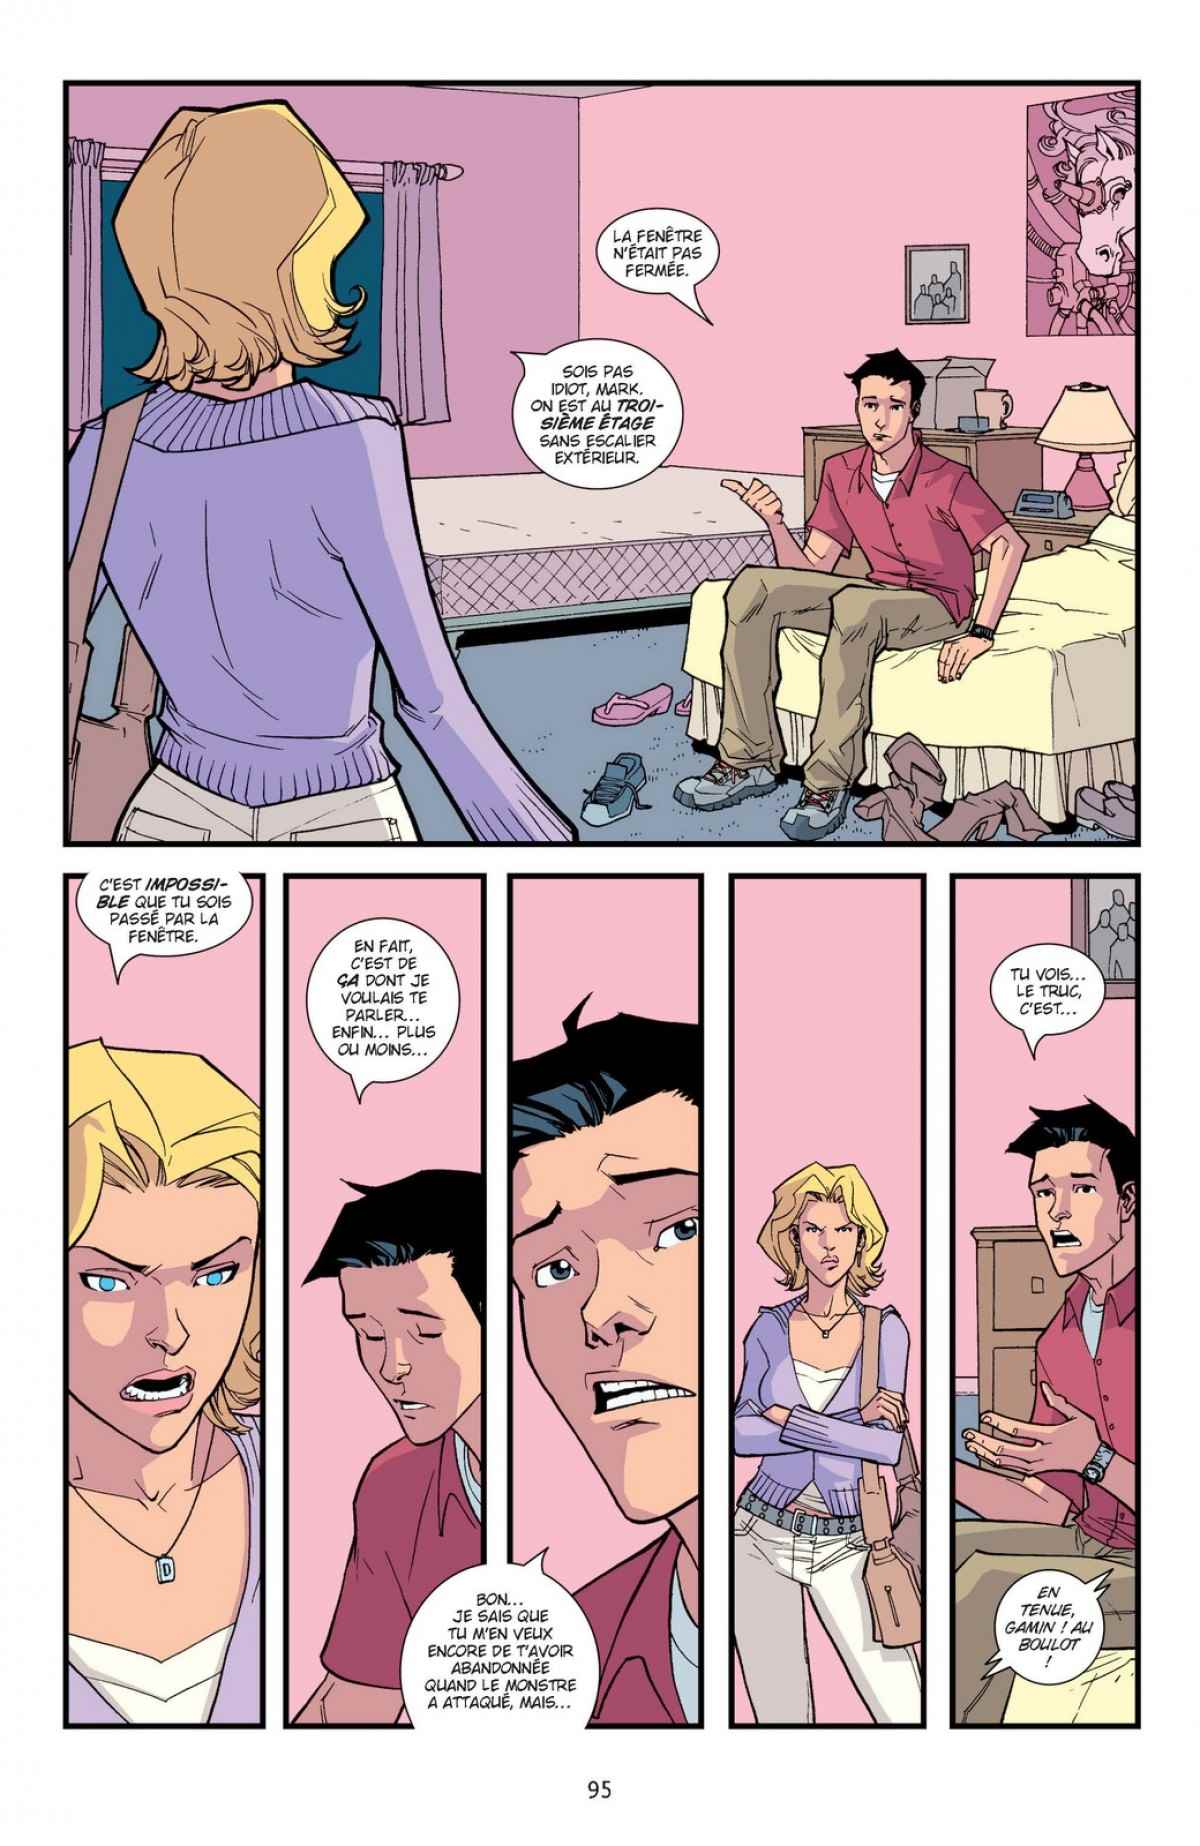 LA FENÊTRE
N'ÉTAIT PAS
FERMÉE.
SOIS PAS
IDIOT, MARK.
ON EST AU TROI-
SIÈME ÉTAGE
SANS ESCALIER
EXTÉRIEUR.
C'EST IMPOSSI-
BLE QUE TU SOIS
PASSÉ PAR LA
FENÊTRE.
EN FAIT,
C'EST DE
ÇA DONT JE
VOULAIS TE
PARLER...
ENFIN... PLUS
OU MOINS...
BON...
JE SAIS QUE
TU M'EN VEUX
ENCORE DE T'AVOIR
ABANDONNÉE
QUAND LE MONSTRE
A ATTAQUÉ, MAIS...
D
TU VOIS...
LE TRUC,
C'EST...
EN
TENUE,
GAMIN ! AU
BOULOT
!
95